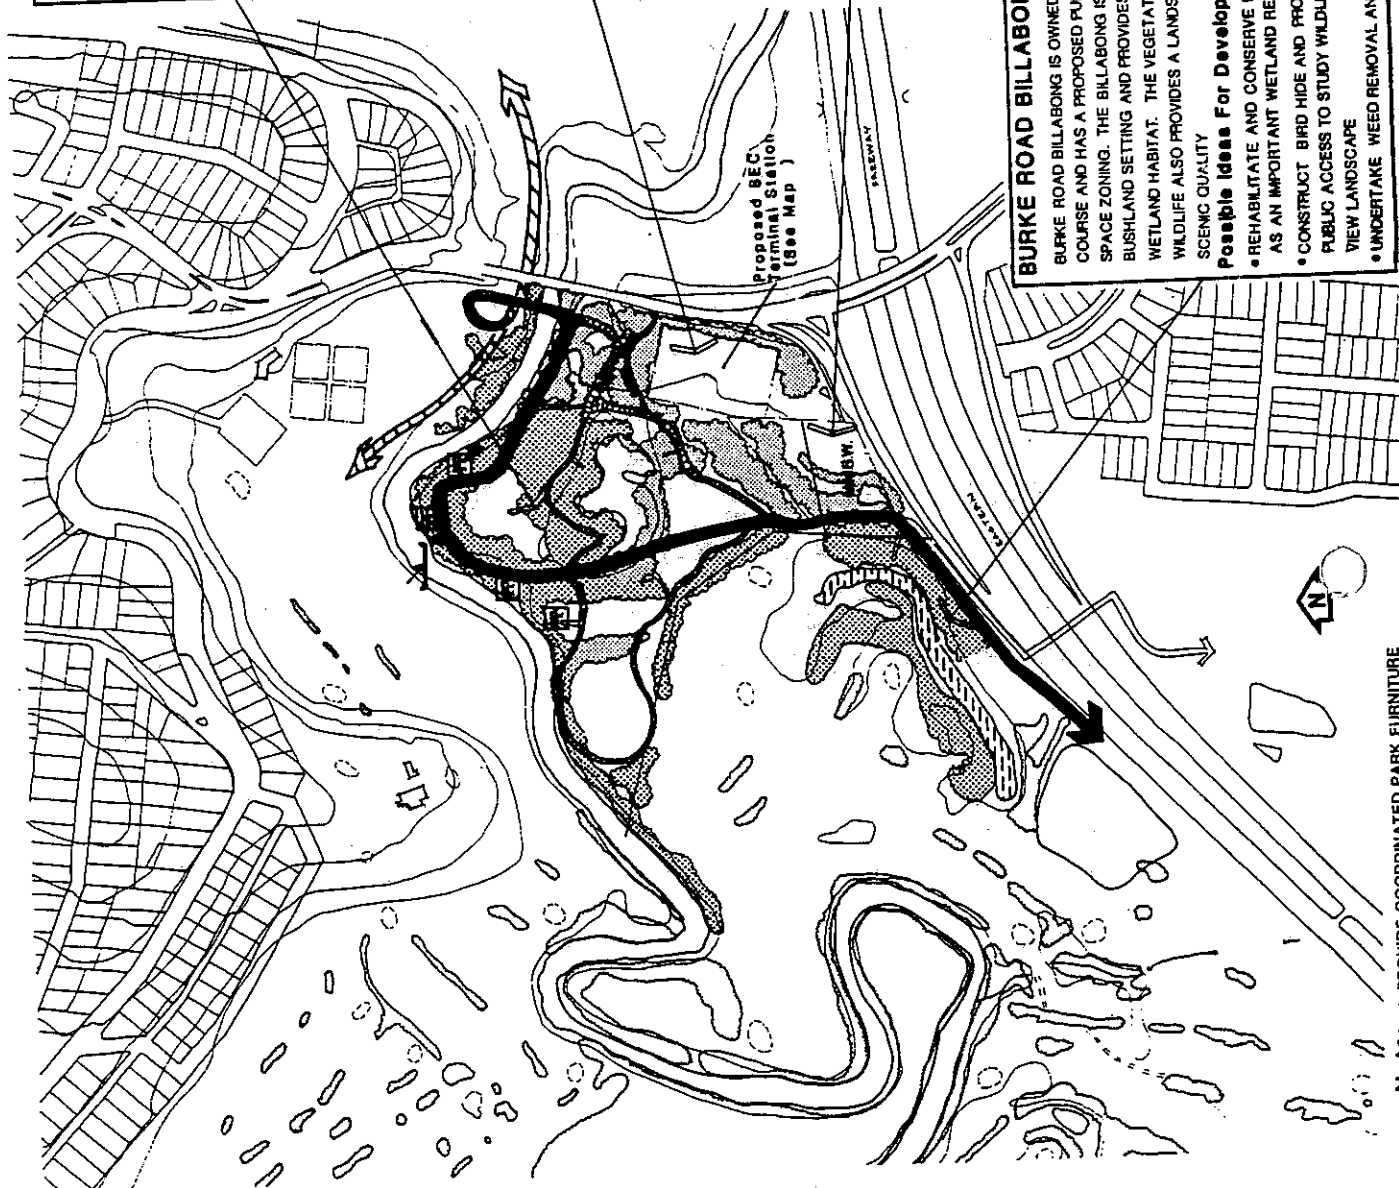 Proposed BEC
Terminal Station
(See Map )
FREEWAY
EASTERN
N
BURKE ROAD BILLABO
BURKE ROAD BILLABONG IS OWNED
COURSE AND HAS A PROPOSED PU
SPACE ZONING. THE BILLABONG IS
BUSHLAND SETTING AND PROVIDES
WETLAND HABITAT. THE VEGETAT
WILDLIFE ALSO PROVIDES A LANDS
SCENIC QUALITY
Possible Ideas For Develop
• REHABILITATE AND CONSERVE
AS AN IMPORTANT WETLAND RE
• CONSTRUCT BIRD HIDE AND PRO
PUBLIC ACCESS TO STUDY WILDL
VIEW LANDSCAPE
• UNDERTAKE WEED REMOVAL AN
COORDINATED PARK FURNITURE